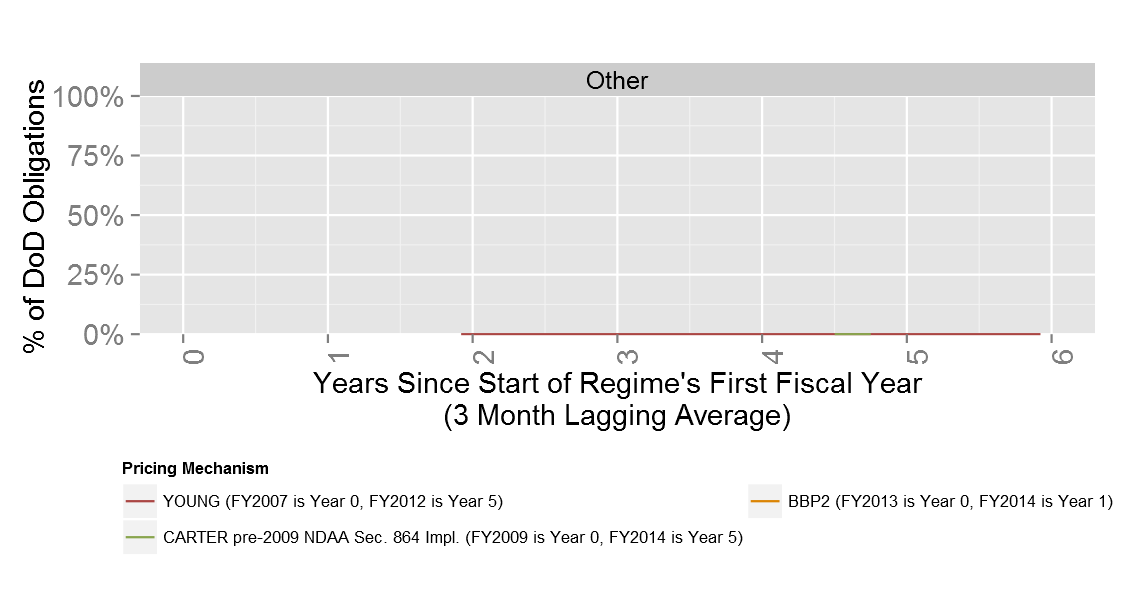 Other
% of DoD Obligations
100%
75%
50%
25%
0%
0
1
2
3
4
5
6
Years Since Start of Regime's First Fiscal Year
(3 Month Lagging Average)
Pricing Mechanism
YOUNG (FY2007 is Year 0, FY2012 is Year 5)
BBP2 (FY2013 is Year 0, FY2014 is Year 1)
CARTER pre-2009 NDAA Sec. 864 Impl. (FY2009 is Year 0, FY2014 is Year 5)